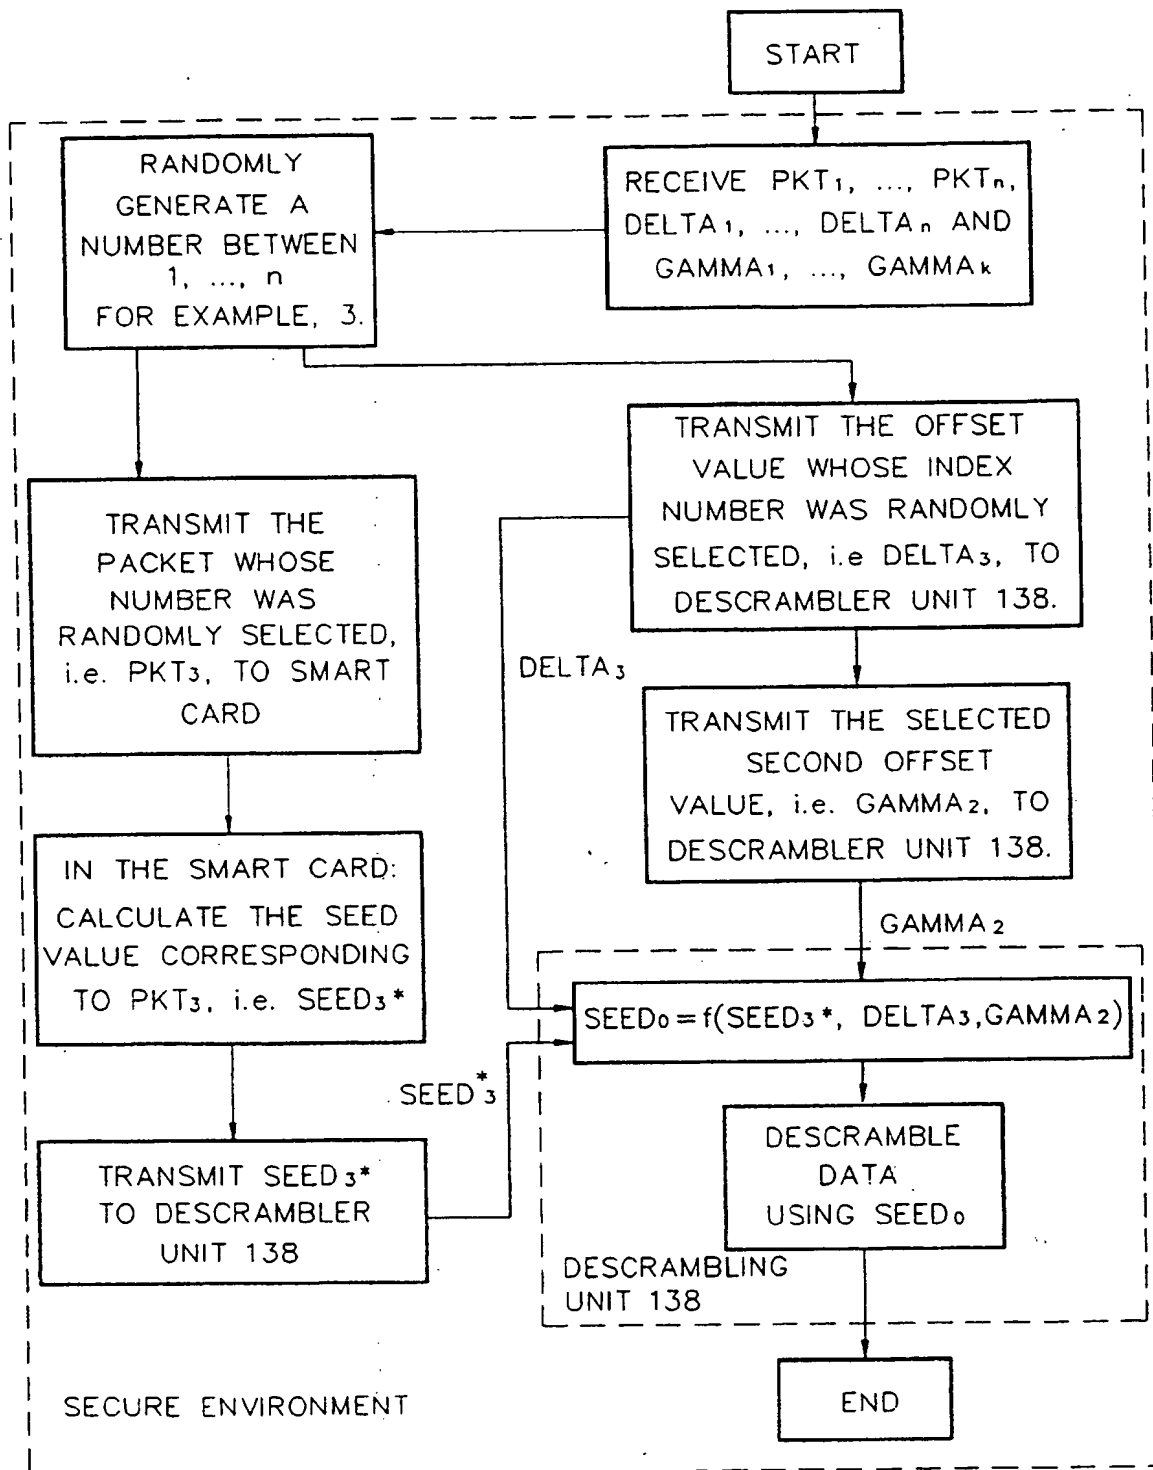 START
RECEIVE PKT₁, ..., PKTₙ,
DELTA₁, ..., DELTAₙ AND
GAMMA₁, ..., GAMMAₖ
RANDOMLY
GENERATE A
NUMBER BETWEEN
1, ..., n
FOR EXAMPLE, 3.
TRANSMIT THE OFFSET
VALUE WHOSE INDEX
NUMBER WAS RANDOMLY
SELECTED, i.e DELTA₃, TO
DESCRAMBLER UNIT 138.
TRANSMIT THE
PACKET WHOSE
NUMBER WAS
RANDOMLY SELECTED,
i.e. PKT₃, TO SMART
CARD
DELTA₃
TRANSMIT THE SELECTED
SECOND OFFSET
VALUE, i.e. GAMMA₂, TO
DESCRAMBLER UNIT 138.
IN THE SMART CARD:
CALCULATE THE SEED
VALUE CORRESPONDING
TO PKT₃, i.e. SEED₃*
GAMMA₂
SEED₀ = f(SEED₃*, DELTA₃,GAMMA₂)
SEED₃*
TRANSMIT SEED₃*
TO DESCRAMBLER
UNIT 138
DESCRAMBLE
DATA
USING SEED₀
DESCRAMBLING
UNIT 138
END
SECURE ENVIRONMENT